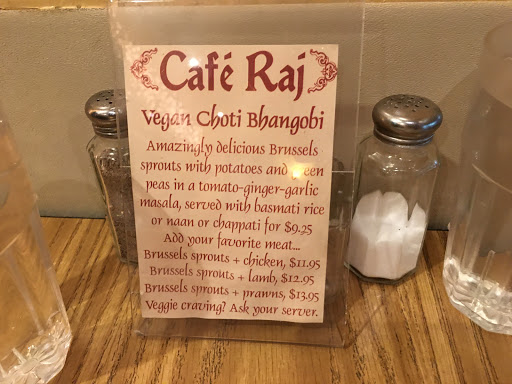 Café Raj
Vegan Choti Bhangobi
Amazingly delicious Brussels
sprouts with potatoes and green
peas in a tomato-ginger-garlic
masala, served with basmati rice
or naan or chappati for $9.25
Add your favorite meat...
Brussels sprouts + chicken, $11.95
Brussels sprouts + lamb, $12.95
Brussels sprouts + prawns, $13.95
Veggie craving? Ask your server.